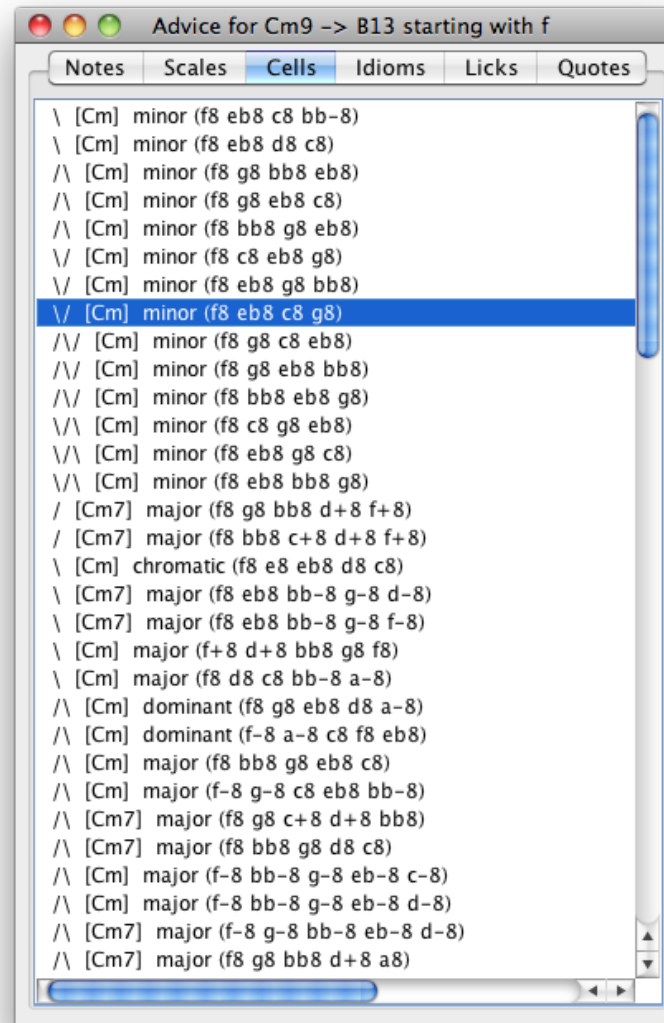 Advice for Cm9 -> B13 starting with f
Notes Scales Cells Idioms Licks Quotes
\ [Cm] minor (f8 eb8 c8 bb-8)
\ [Cm] minor (f8 eb8 d8 c8)
/\ [Cm] minor (f8 g8 bb8 eb8)
/\ [Cm] minor (f8 g8 eb8 c8)
/\ [Cm] minor (f8 bb8 g8 eb8)
\/ [Cm] minor (f8 c8 eb8 g8)
\/ [Cm] minor (f8 eb8 g8 bb8)
\/ [Cm] minor (f8 eb8 c8 g8)
/\/ [Cm] minor (f8 g8 c8 eb8)
/\/ [Cm] minor (f8 g8 eb8 bb8)
/\/ [Cm] minor (f8 bb8 eb8 g8)
\/\ [Cm] minor (f8 c8 g8 eb8)
\/\ [Cm] minor (f8 eb8 g8 c8)
\/\ [Cm] minor (f8 eb8 bb8 g8)
/ [Cm7] major (f8 g8 bb8 d+8 f+8)
/ [Cm7] major (f8 bb8 c+8 d+8 f+8)
\ [Cm] chromatic (f8 e8 eb8 d8 c8)
\ [Cm7] major (f8 eb8 bb-8 g-8 d-8)
\ [Cm7] major (f8 eb8 bb-8 g-8 f-8)
\ [Cm] major (f+8 d+8 bb8 g8 f8)
\ [Cm] major (f8 d8 c8 bb-8 a-8)
/\ [Cm] dominant (f8 g8 eb8 d8 a-8)
/\ [Cm] dominant (f-8 a-8 c8 f8 eb8)
/\ [Cm] major (f8 bb8 g8 eb8 c8)
/\ [Cm] major (f-8 g-8 c8 eb8 bb-8)
/\ [Cm7] major (f8 g8 c+8 d+8 bb8)
/\ [Cm7] major (f8 bb8 g8 d8 c8)
/\ [Cm] major (f-8 bb-8 g-8 eb-8 c-8)
/\ [Cm] major (f-8 bb-8 g-8 eb-8 d-8)
/\ [Cm7] major (f-8 g-8 bb-8 eb-8 d-8)
/\ [Cm7] major (f8 g8 bb8 d+8 a8)